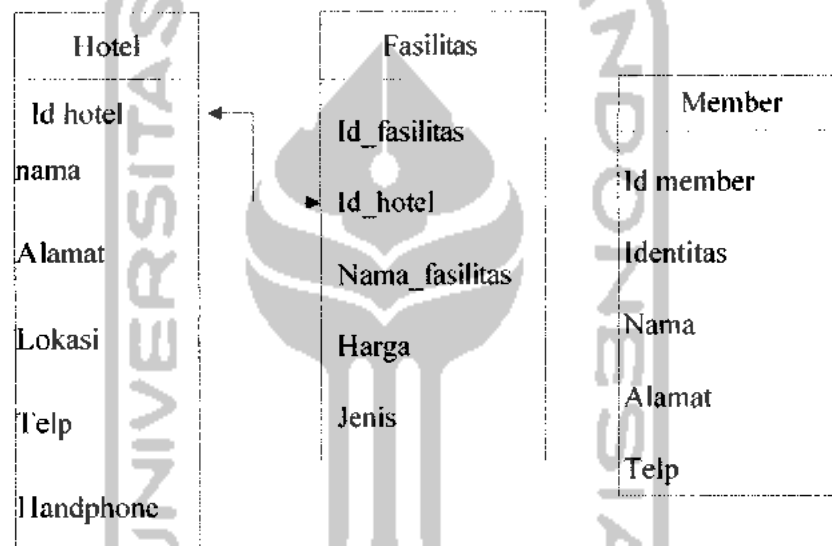 Hotel
Id hotel
nama
Alamat
Lokasi
Telp
Handphone
Fasilitas
Id_fasilitas
Id_hotel
Nama_fasilitas
Harga
Jenis
Member
Id member
Identitas
Nama
Alamat
Telp